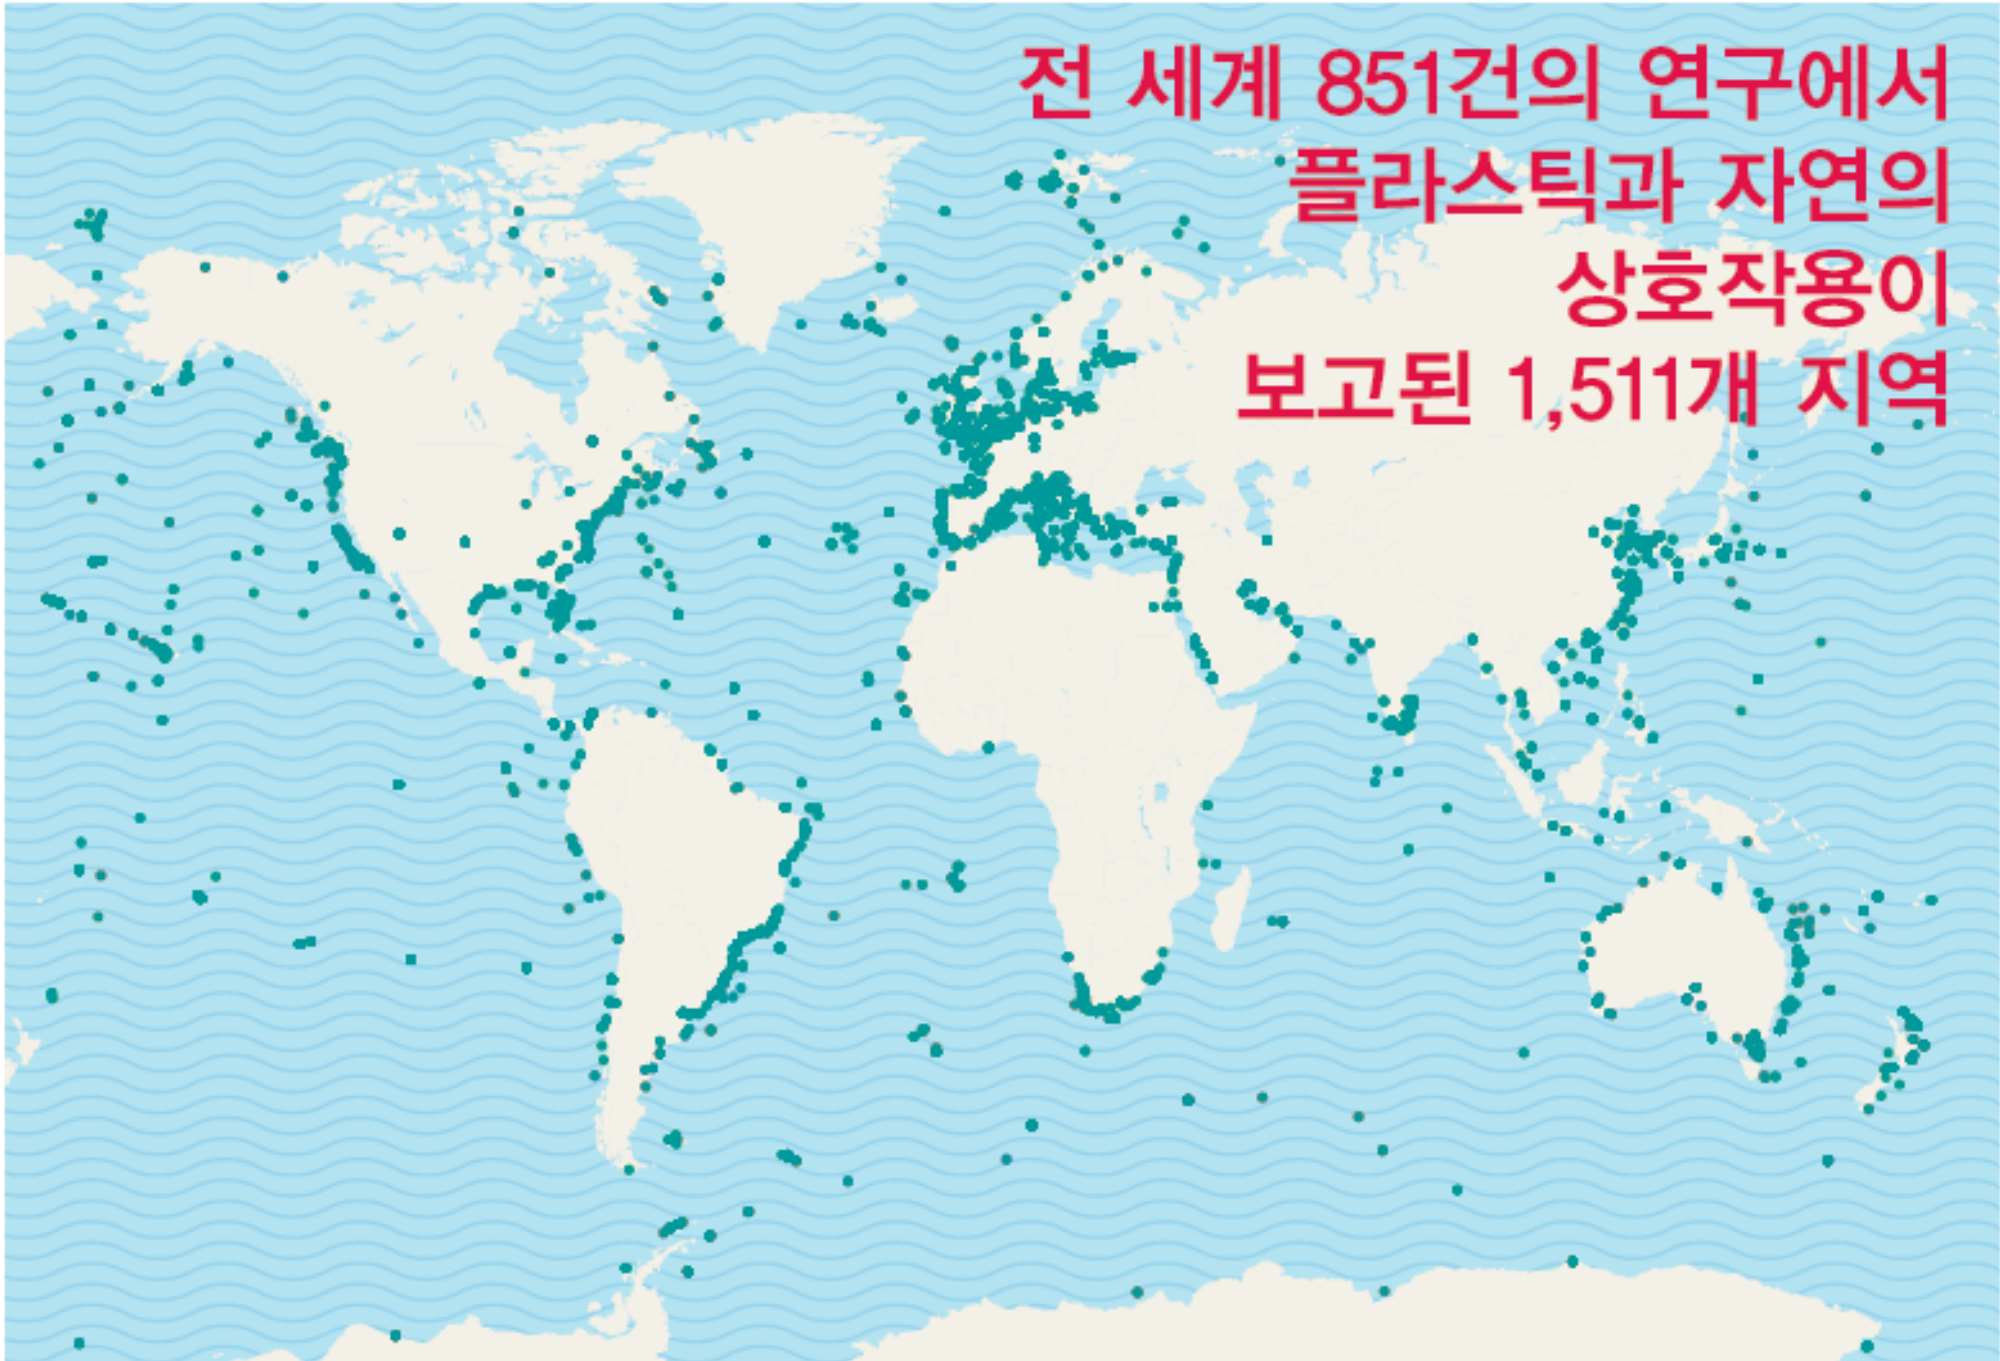 전 세계 851건의 연구에서
플라스틱과 자연의
상호작용이
보고된 1,511개 지역